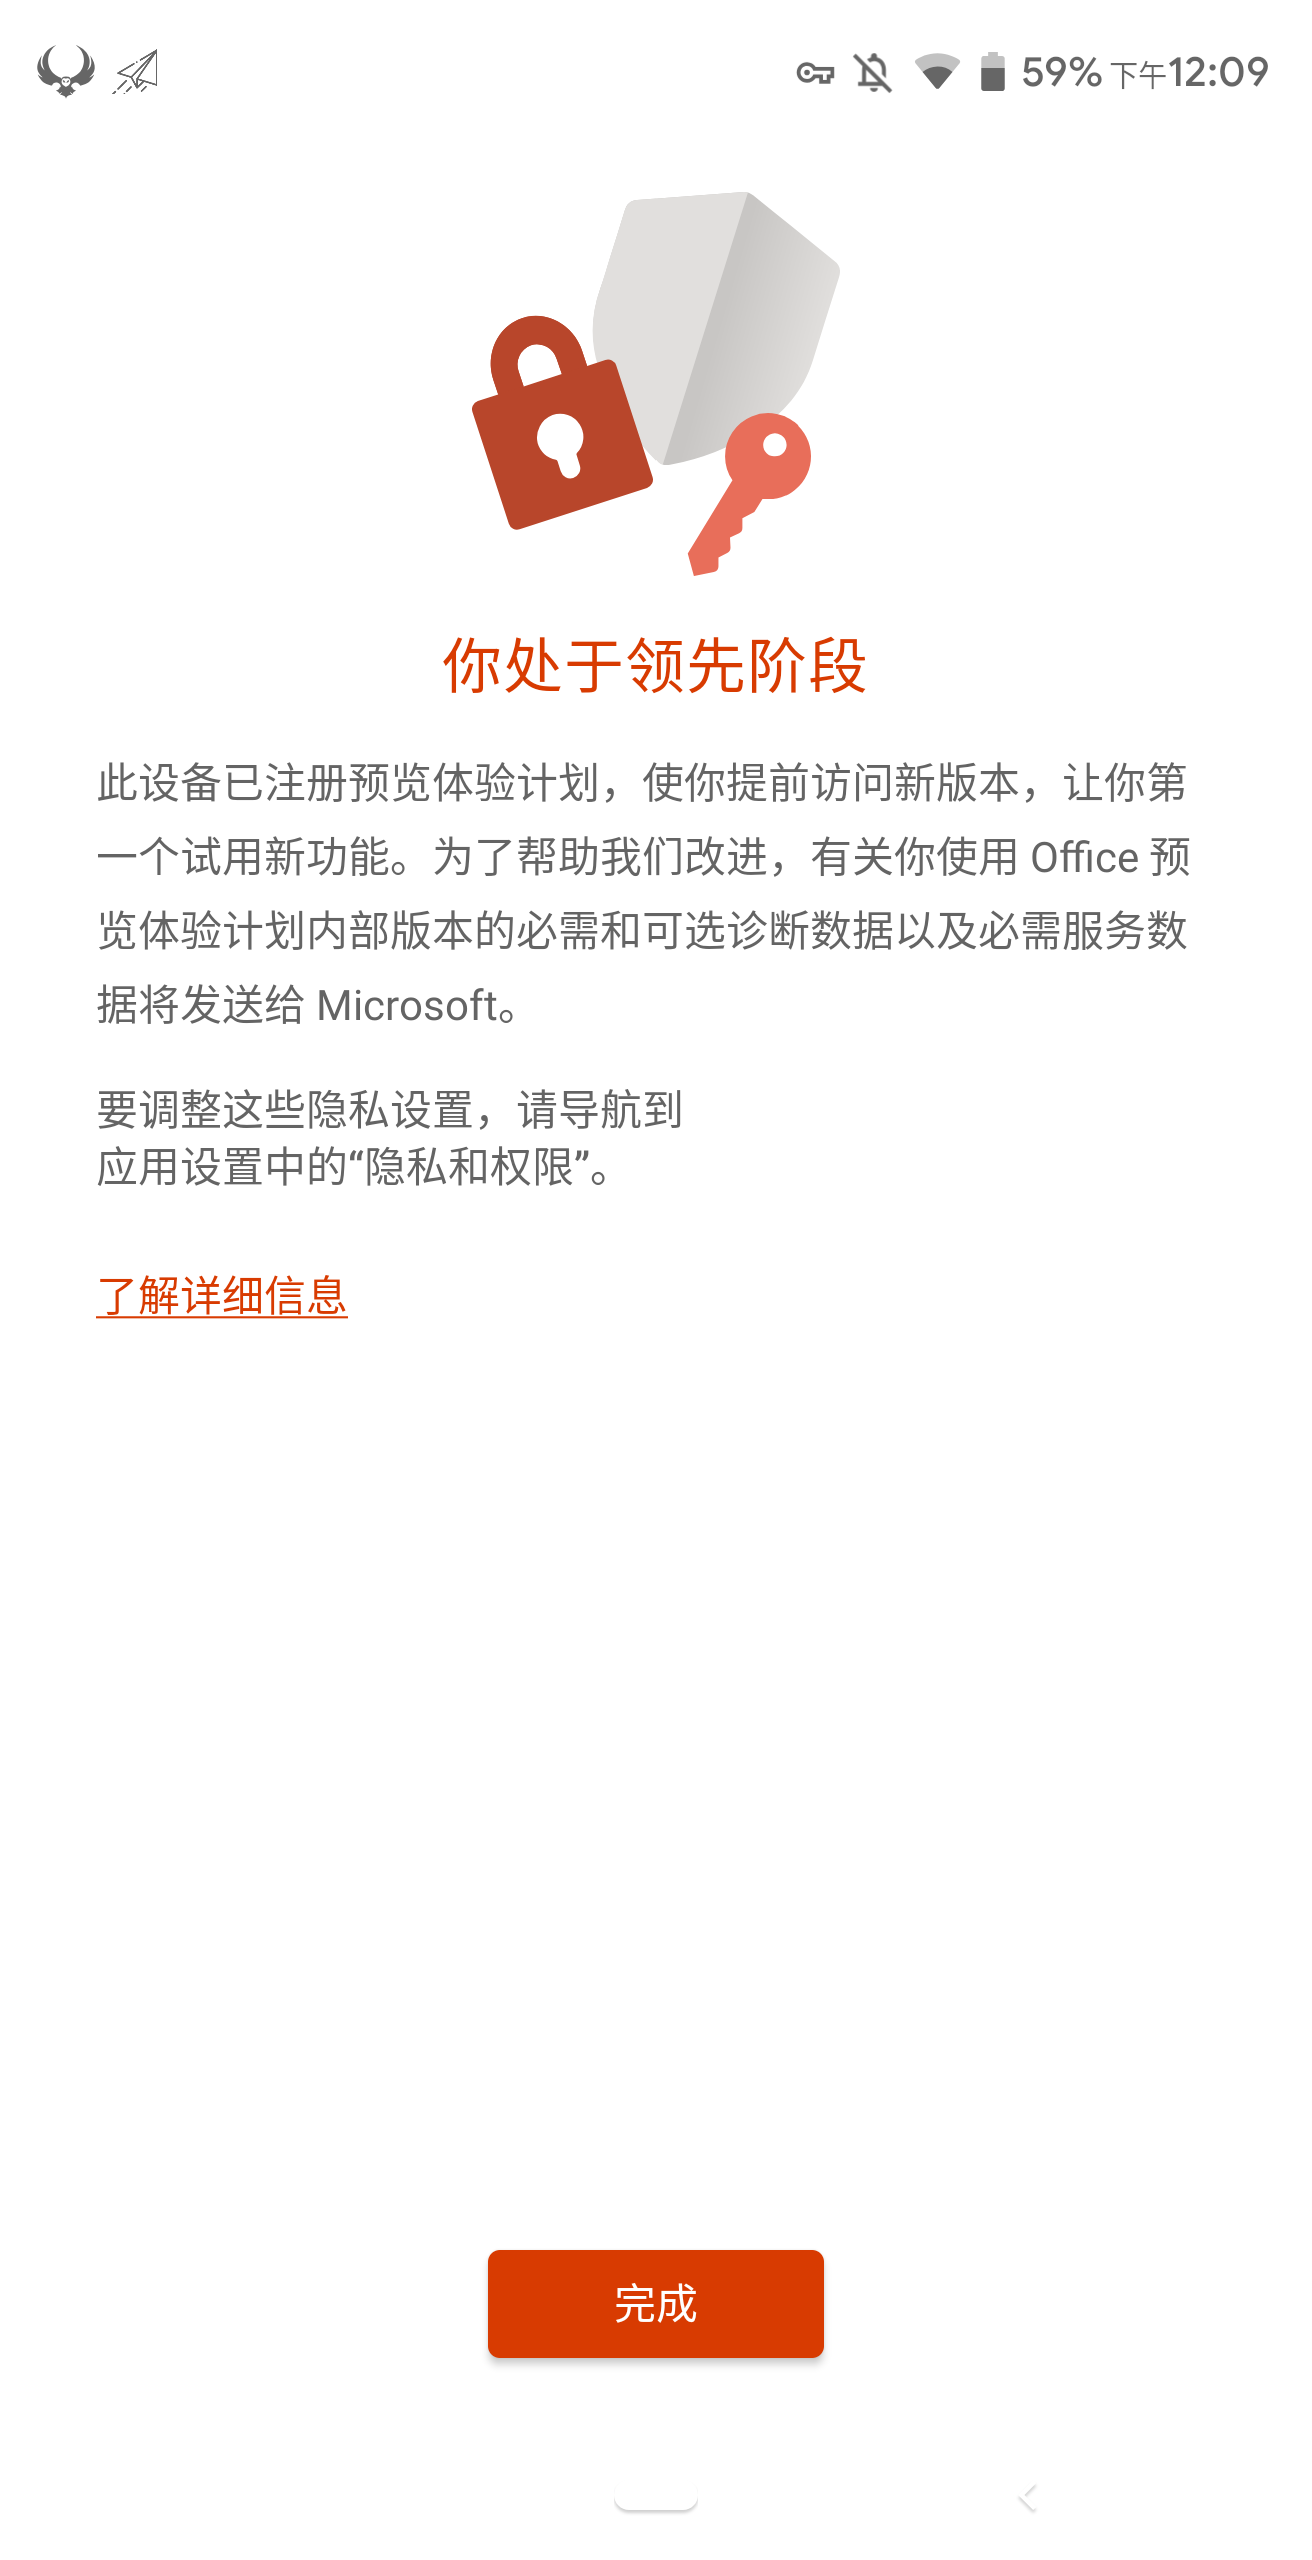 59% 下午12:09
你处于领先阶段
此设备已注册预览体验计划，使你提前访问新版本，让你第
一个试用新功能。为了帮助我们改进，有关你使用 Office 预
览体验计划内部版本的必需和可选诊断数据以及必需服务数
据将发送给 Microsoft。
要调整这些隐私设置，请导航到
应用设置中的“隐私和权限”。
了解详细信息
完成